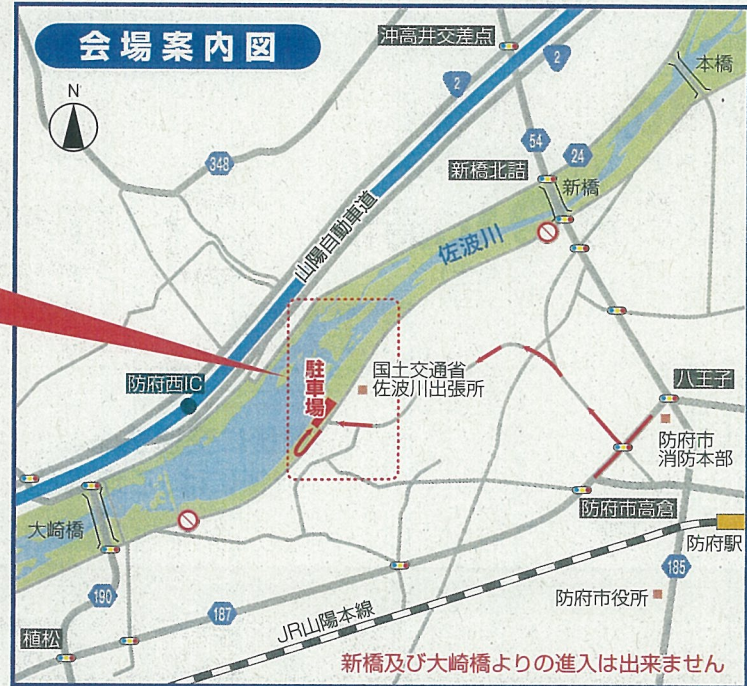 会場案内図
沖高井交差点
2
2
本橋
N
348
54
24
新橋北詰
新橋
山陽自動車道
佐波川
防府西IC
駐車場
国土交通省
佐波川出張所
八王子
防府市
消防本部
防府市高倉
大崎橋
防府駅
185
190
187
防府市役所
JR山陽本線
植松
新橋及び大崎橋よりの進入は出来ません